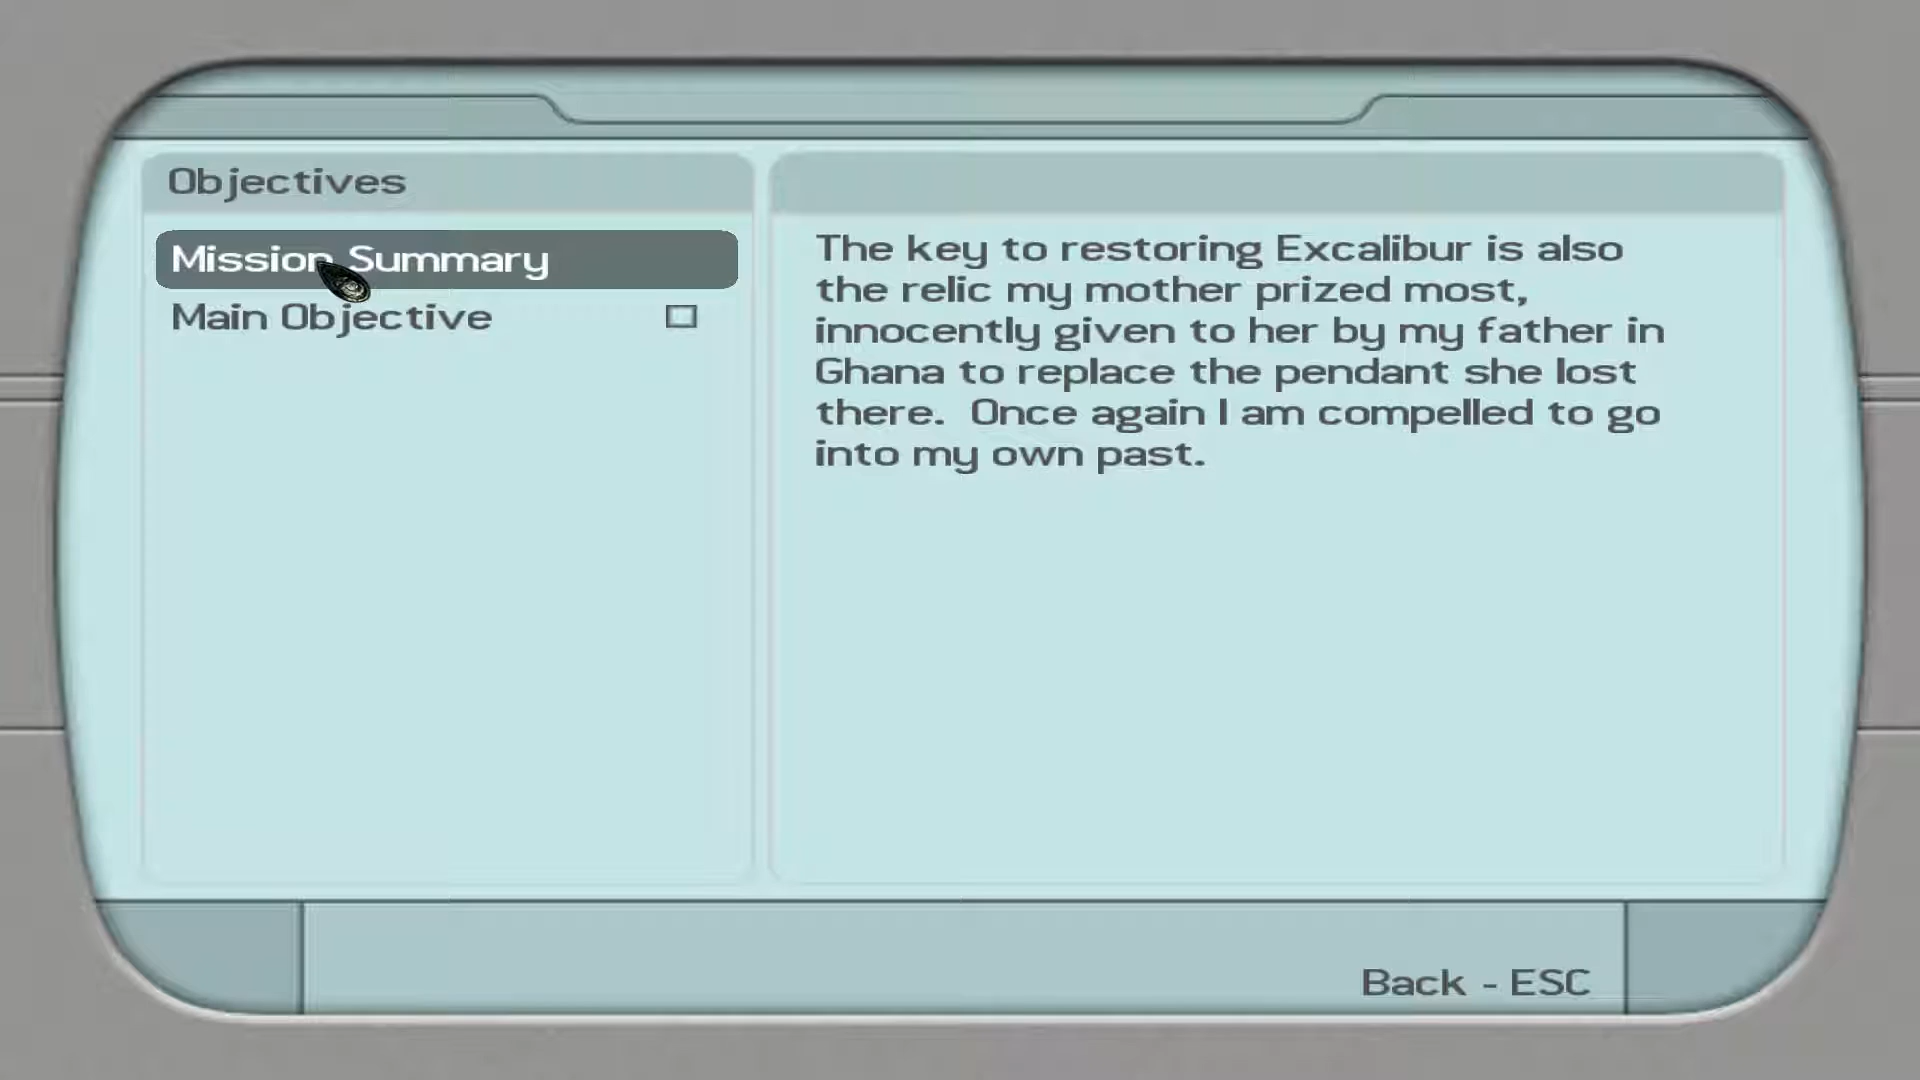 Objectives
Mission Summary
Main Objective
The key to restoring Excalibur is also
the relic my mother prized most,
innocently given to her by my father in
Ghana to replace the pendant she lost
there.  Once again I am compelled to go
into my own past.
Back - ESC